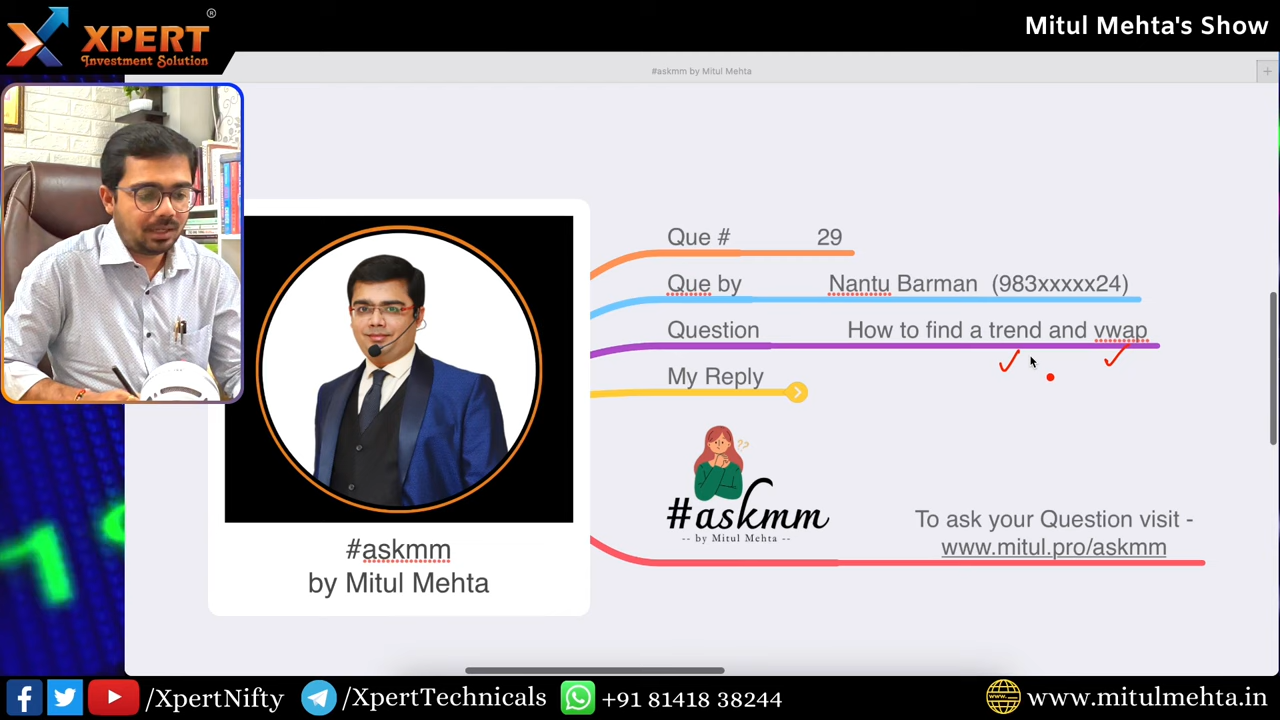 XPERT
Investment Solution
®
Mitul Mehta's Show
#askmm by Mitul Mehta
Que # 29
Que by Nantu Barman (983xxxxx24)
Question How to find a trend and vwap
My Reply
#askmm
-- by Mitul Mehta --
To ask your Question visit -
www.mitul.pro/askmm
#askmm
by Mitul Mehta
/XpertNifty
/XpertTechnicals
+91 81418 38244
www.mitulmehta.in